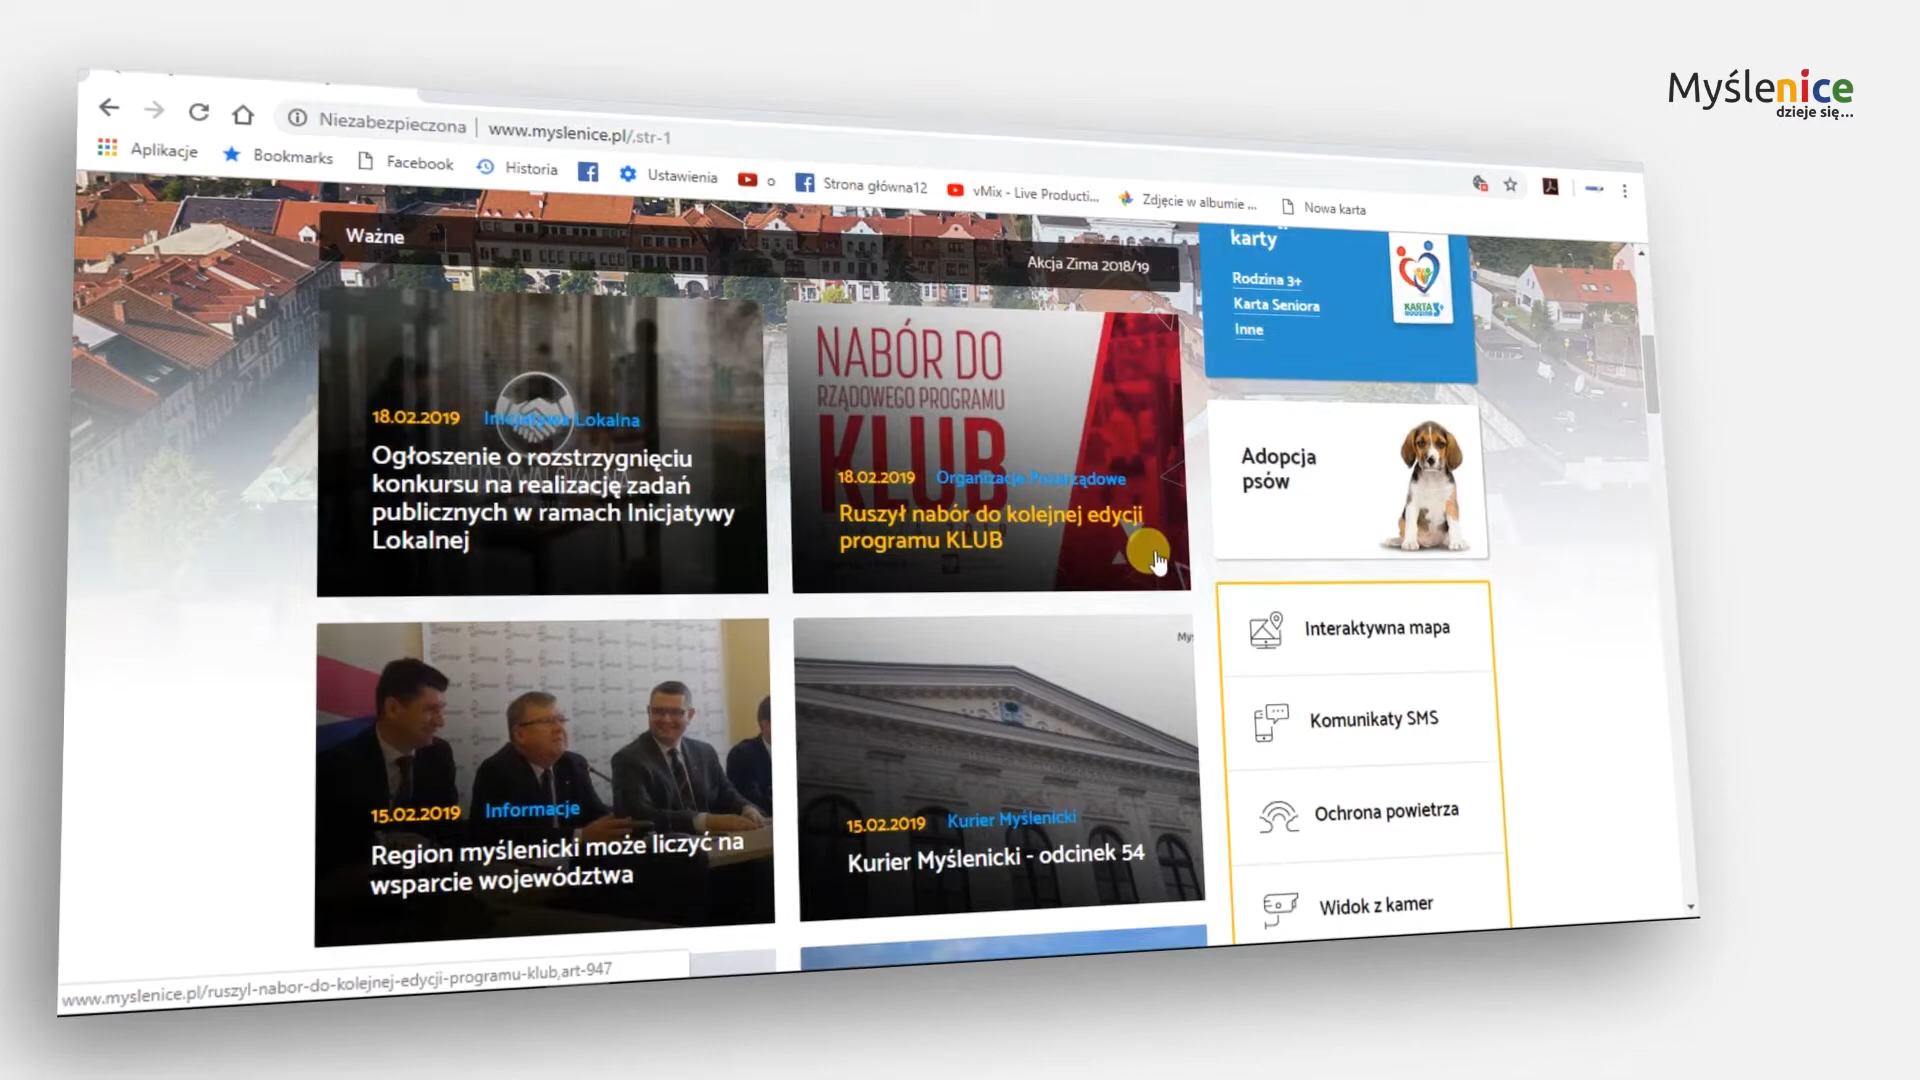 Myślenice
dzieje się...
Niezabezpieczona | www.myslenice.pl/,str-1
Aplikacje Bookmarks Facebook Historia Ustawienia o Strona główna12 vMix - Live Producti... Zdjęcie w albumie ... Nowa karta
Ważne
Akcja Zima 2018/19
karty
Rodzina 3+
Karta Seniora
Inne
KARTA 3+
18.02.2019 Inicjatywa Lokalna
Ogłoszenie o rozstrzygnięciu
konkursu na realizację zadań
publicznych w ramach Inicjatywy
Lokalnej
NABÓR DO
RZĄDOWEGO PROGRAMU
KLUB
18.02.2019 Organizacje Pozarządowe
Ruszył nabór do kolejnej edycji
programu KLUB
Adopcja
psów
Interaktywna mapa
Komunikaty SMS
Ochrona powietrza
Widok z kamer
15.02.2019 Informacje
Region myślenicki może liczyć na
wsparcie województwa
15.02.2019 Kurier Myślenicki
Kurier Myślenicki - odcinek 54
www.myslenice.pl/ruszyl-nabor-do-kolejnej-edycji-programu-klub,art-947